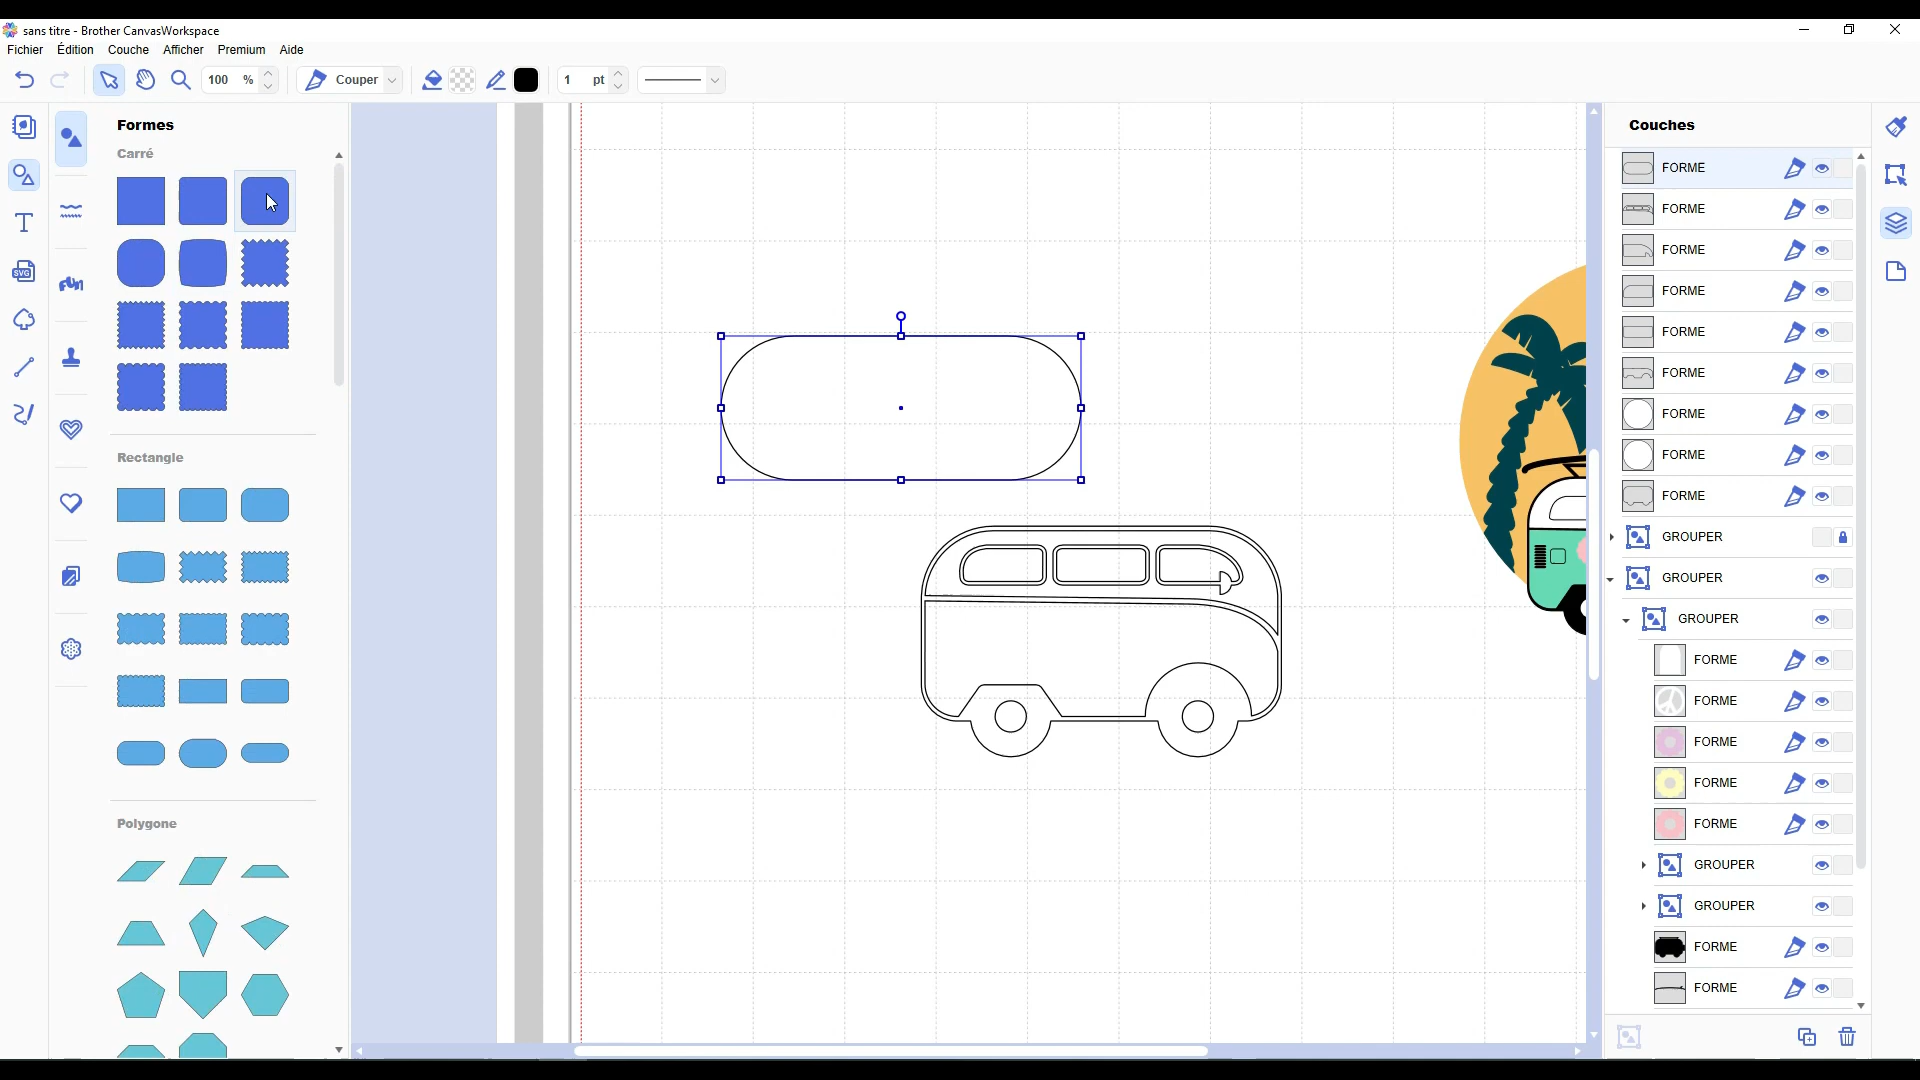 sans titre - Brother CanvasWorkspace
Fichier Édition Couche Afficher Premium Aide
100 % Couper 1 pt
Formes
Carré
Rectangle
Polygone
SVG
Couches
FORME
FORME
FORME
FORME
FORME
FORME
FORME
FORME
FORME
GROUPER
GROUPER
GROUPER
FORME
FORME
FORME
FORME
FORME
GROUPER
GROUPER
FORME
FORME